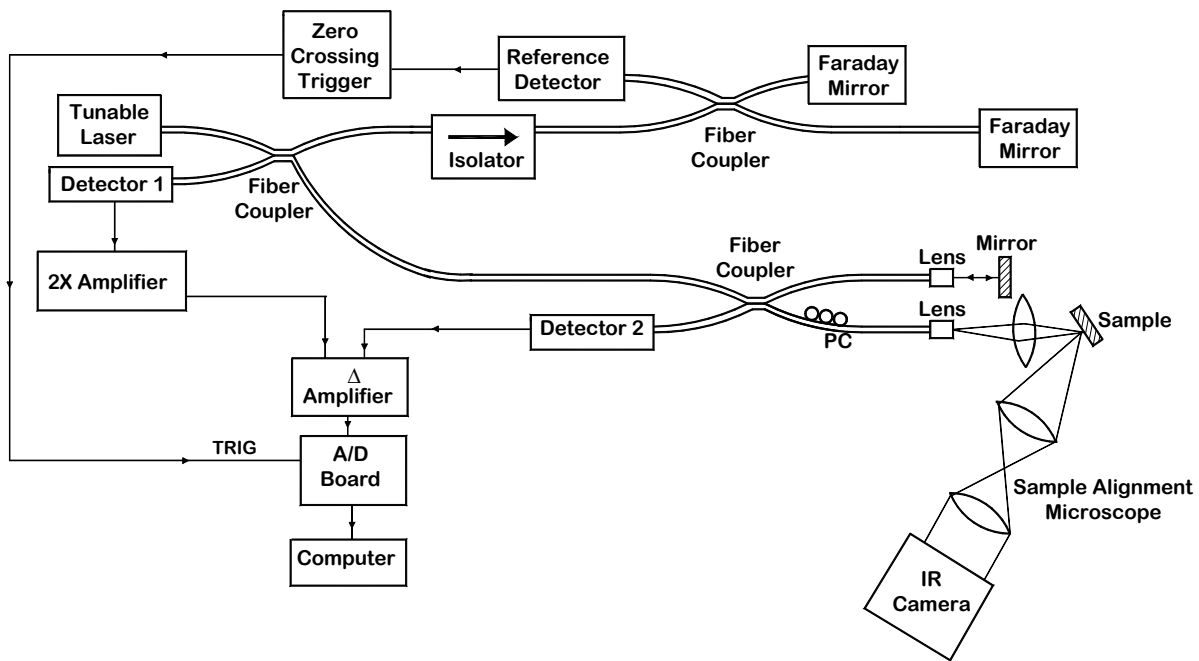 Zero
Crossing
Trigger
Reference
Detector
Faraday
Mirror
Tunable
Laser
Isolator
Fiber
Coupler
Faraday
Mirror
Detector 1
Fiber
Coupler
2X Amplifier
Fiber
Coupler
Lens
Mirror
Lens
Sample
Detector 2
PC
Δ
Amplifier
TRIG
A/D
Board
Sample Alignment
Microscope
Computer
IR
Camera